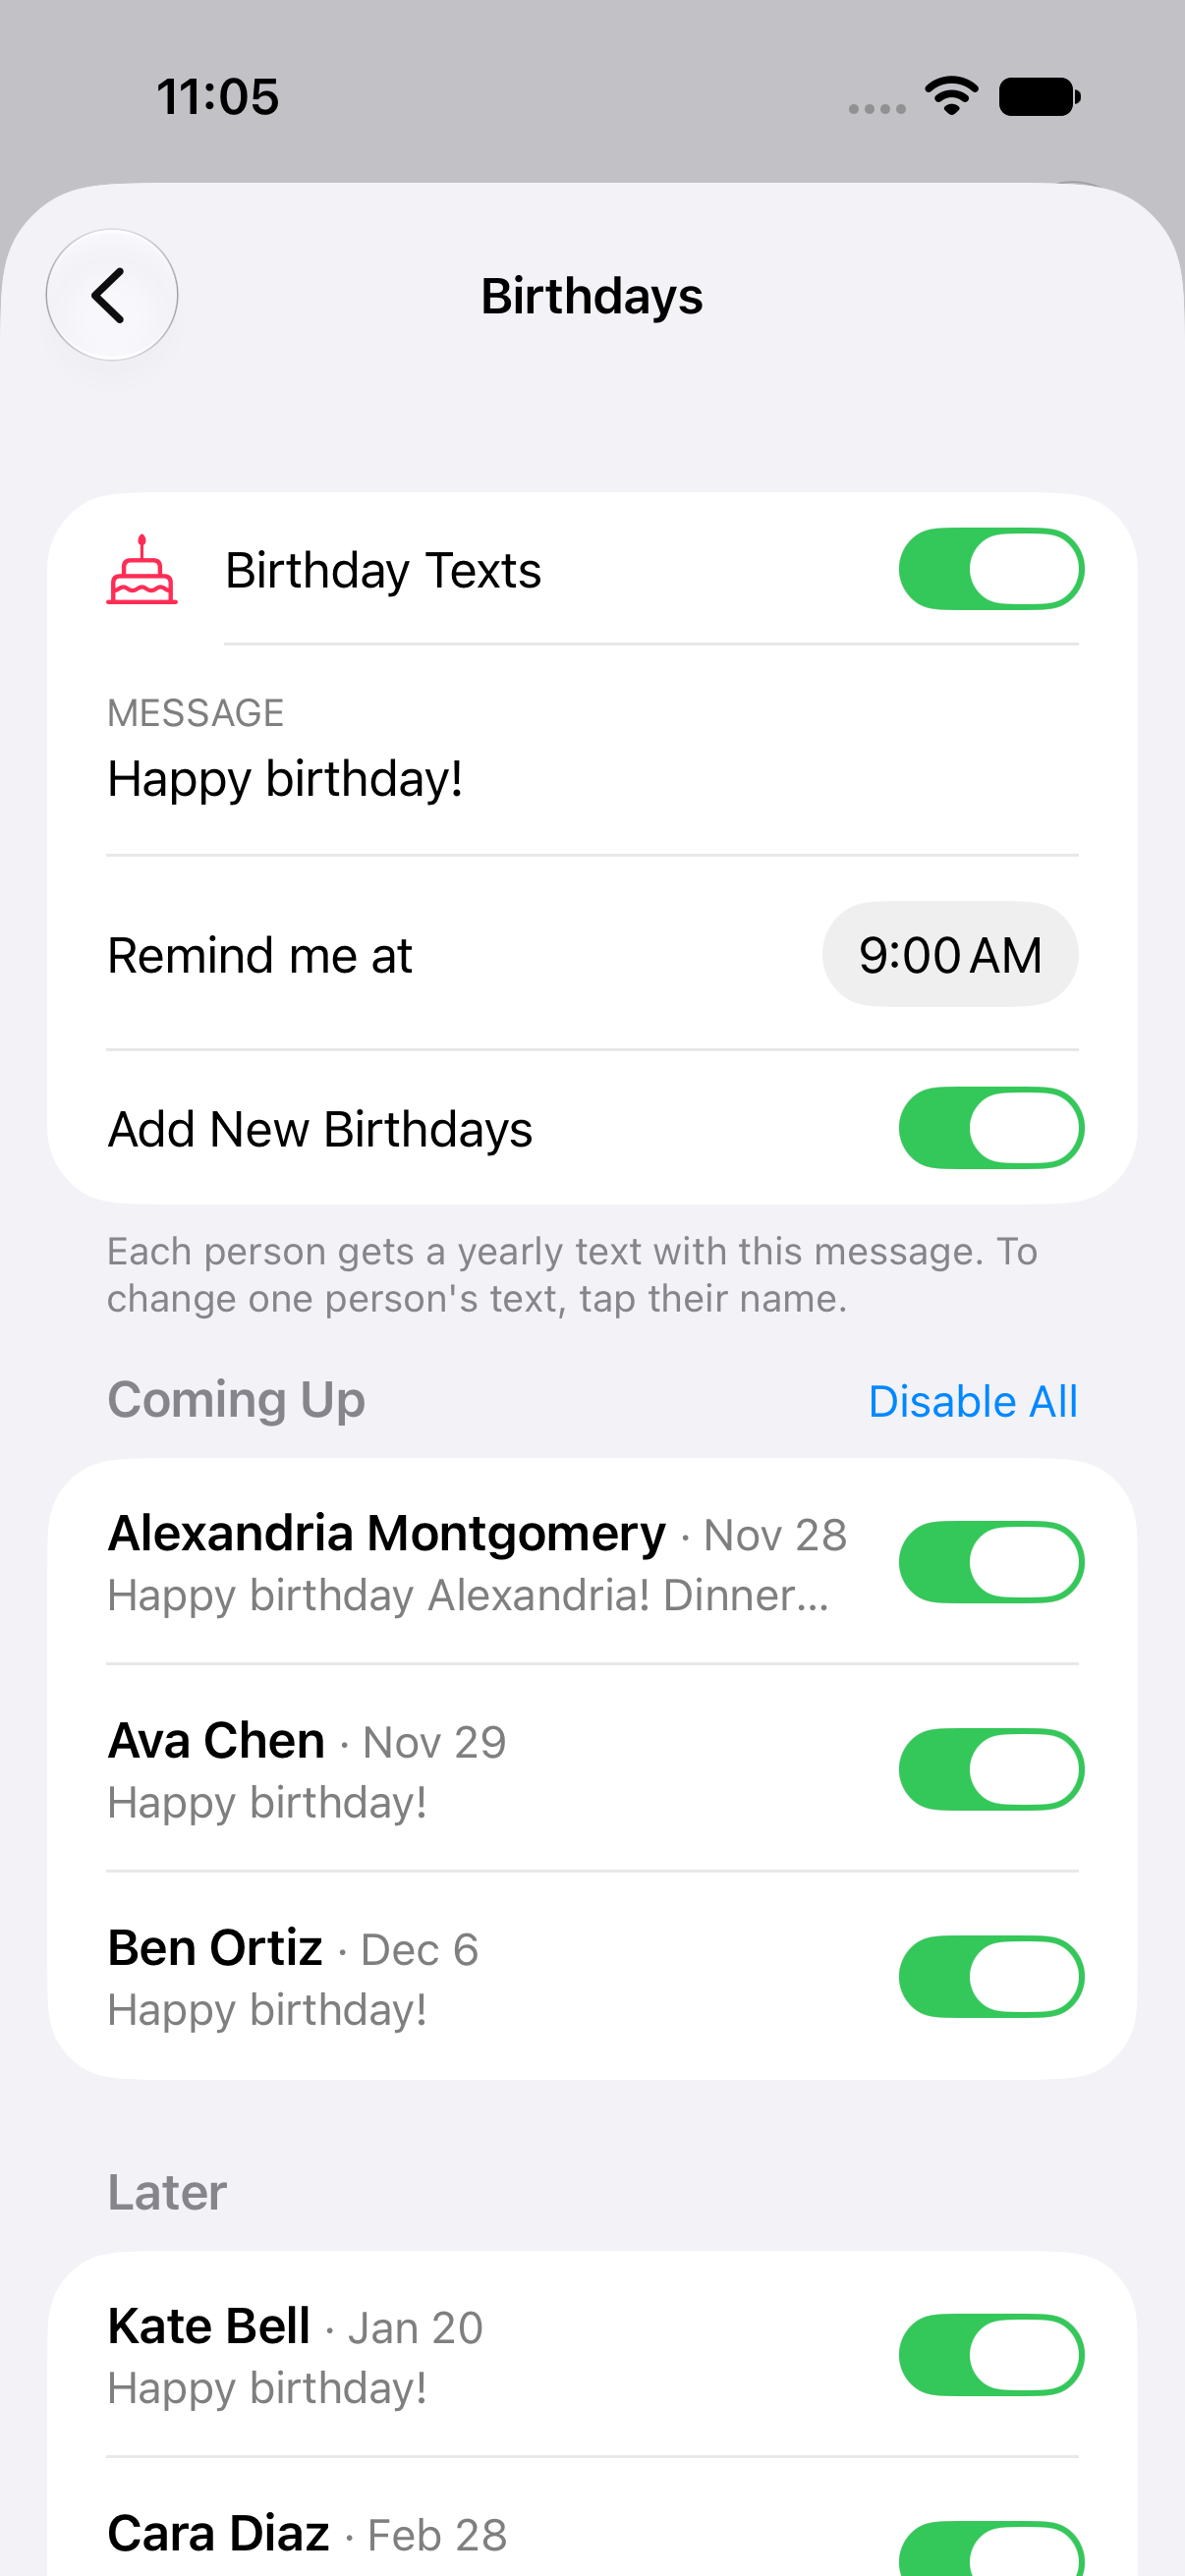 11:05
Birthdays
Birthday Texts
MESSAGE
Happy birthday!
Remind me at
9:00 AM
Add New Birthdays
Each person gets a yearly text with this message. To
change one person's text, tap their name.
Coming Up
Disable All
Alexandria Montgomery · Nov 28
Happy birthday Alexandria! Dinner...
Ava Chen · Nov 29
Happy birthday!
Ben Ortiz · Dec 6
Happy birthday!
Later
Kate Bell · Jan 20
Happy birthday!
Cara Diaz · Feb 28